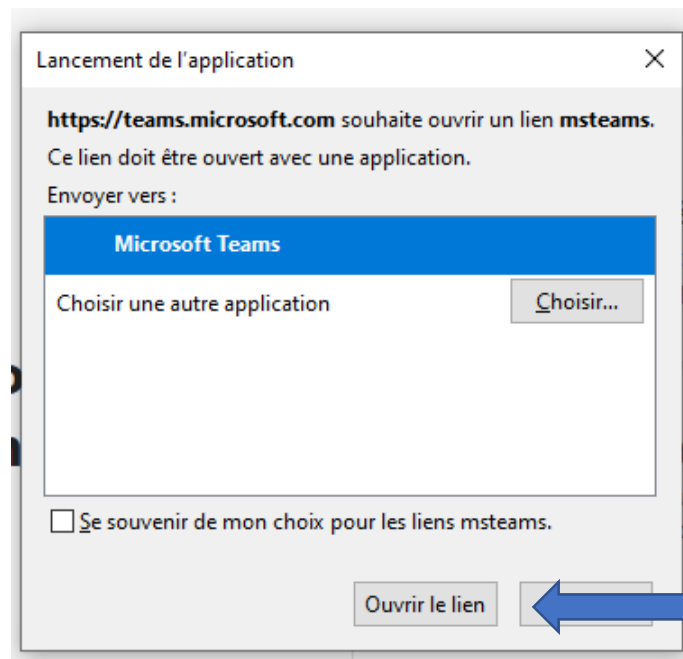 Lancement de l'application
https://teams.microsoft.com souhaite ouvrir un lien msteams.
Ce lien doit être ouvert avec une application.
Envoyer vers :
Microsoft Teams
Choisir une autre application
Choisir...
Se souvenir de mon choix pour les liens msteams.
Ouvrir le lien